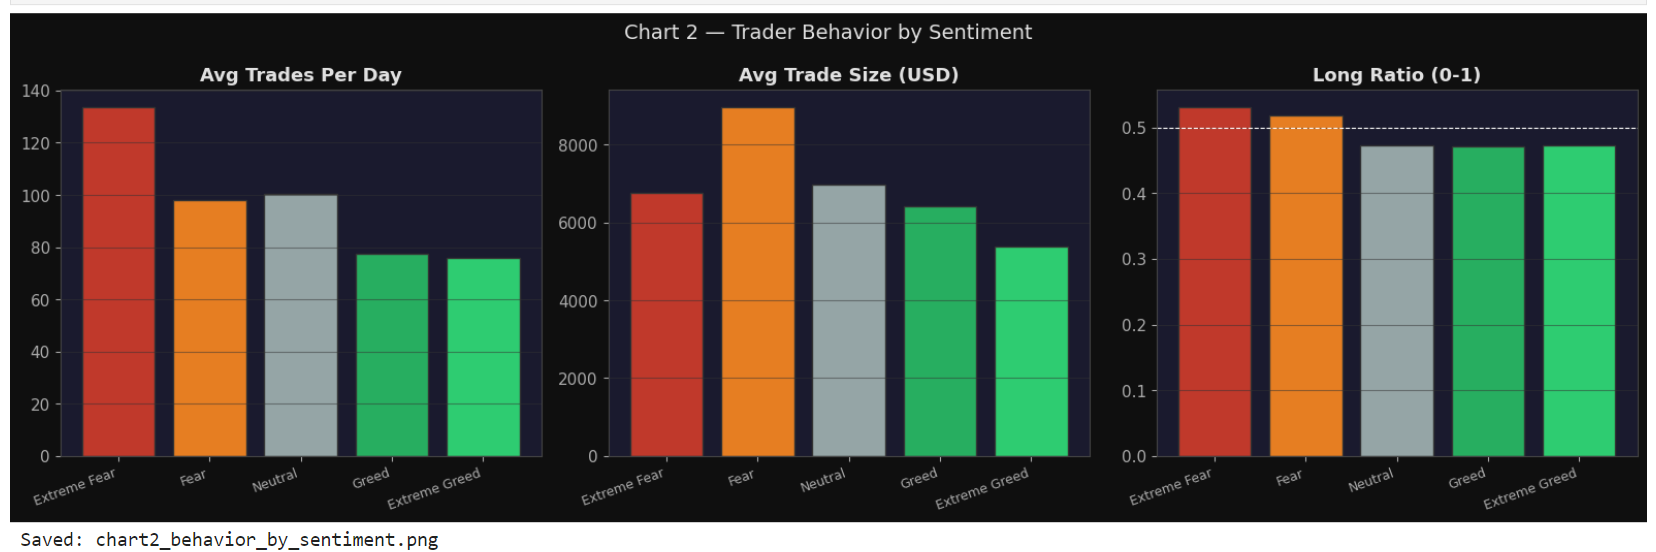 Chart 2 — Trader Behavior by Sentiment
Avg Trades Per Day
140
120
100
80
60
40
20
0
Extreme Fear
Fear
Neutral
Greed
Extreme Greed
Avg Trade Size (USD)
8000
6000
4000
2000
0
Extreme Fear
Fear
Neutral
Greed
Extreme Greed
Long Ratio (0-1)
0.5
0.4
0.3
0.2
0.1
0.0
Extreme Fear
Fear
Neutral
Greed
Extreme Greed
Saved: chart2_behavior_by_sentiment.png